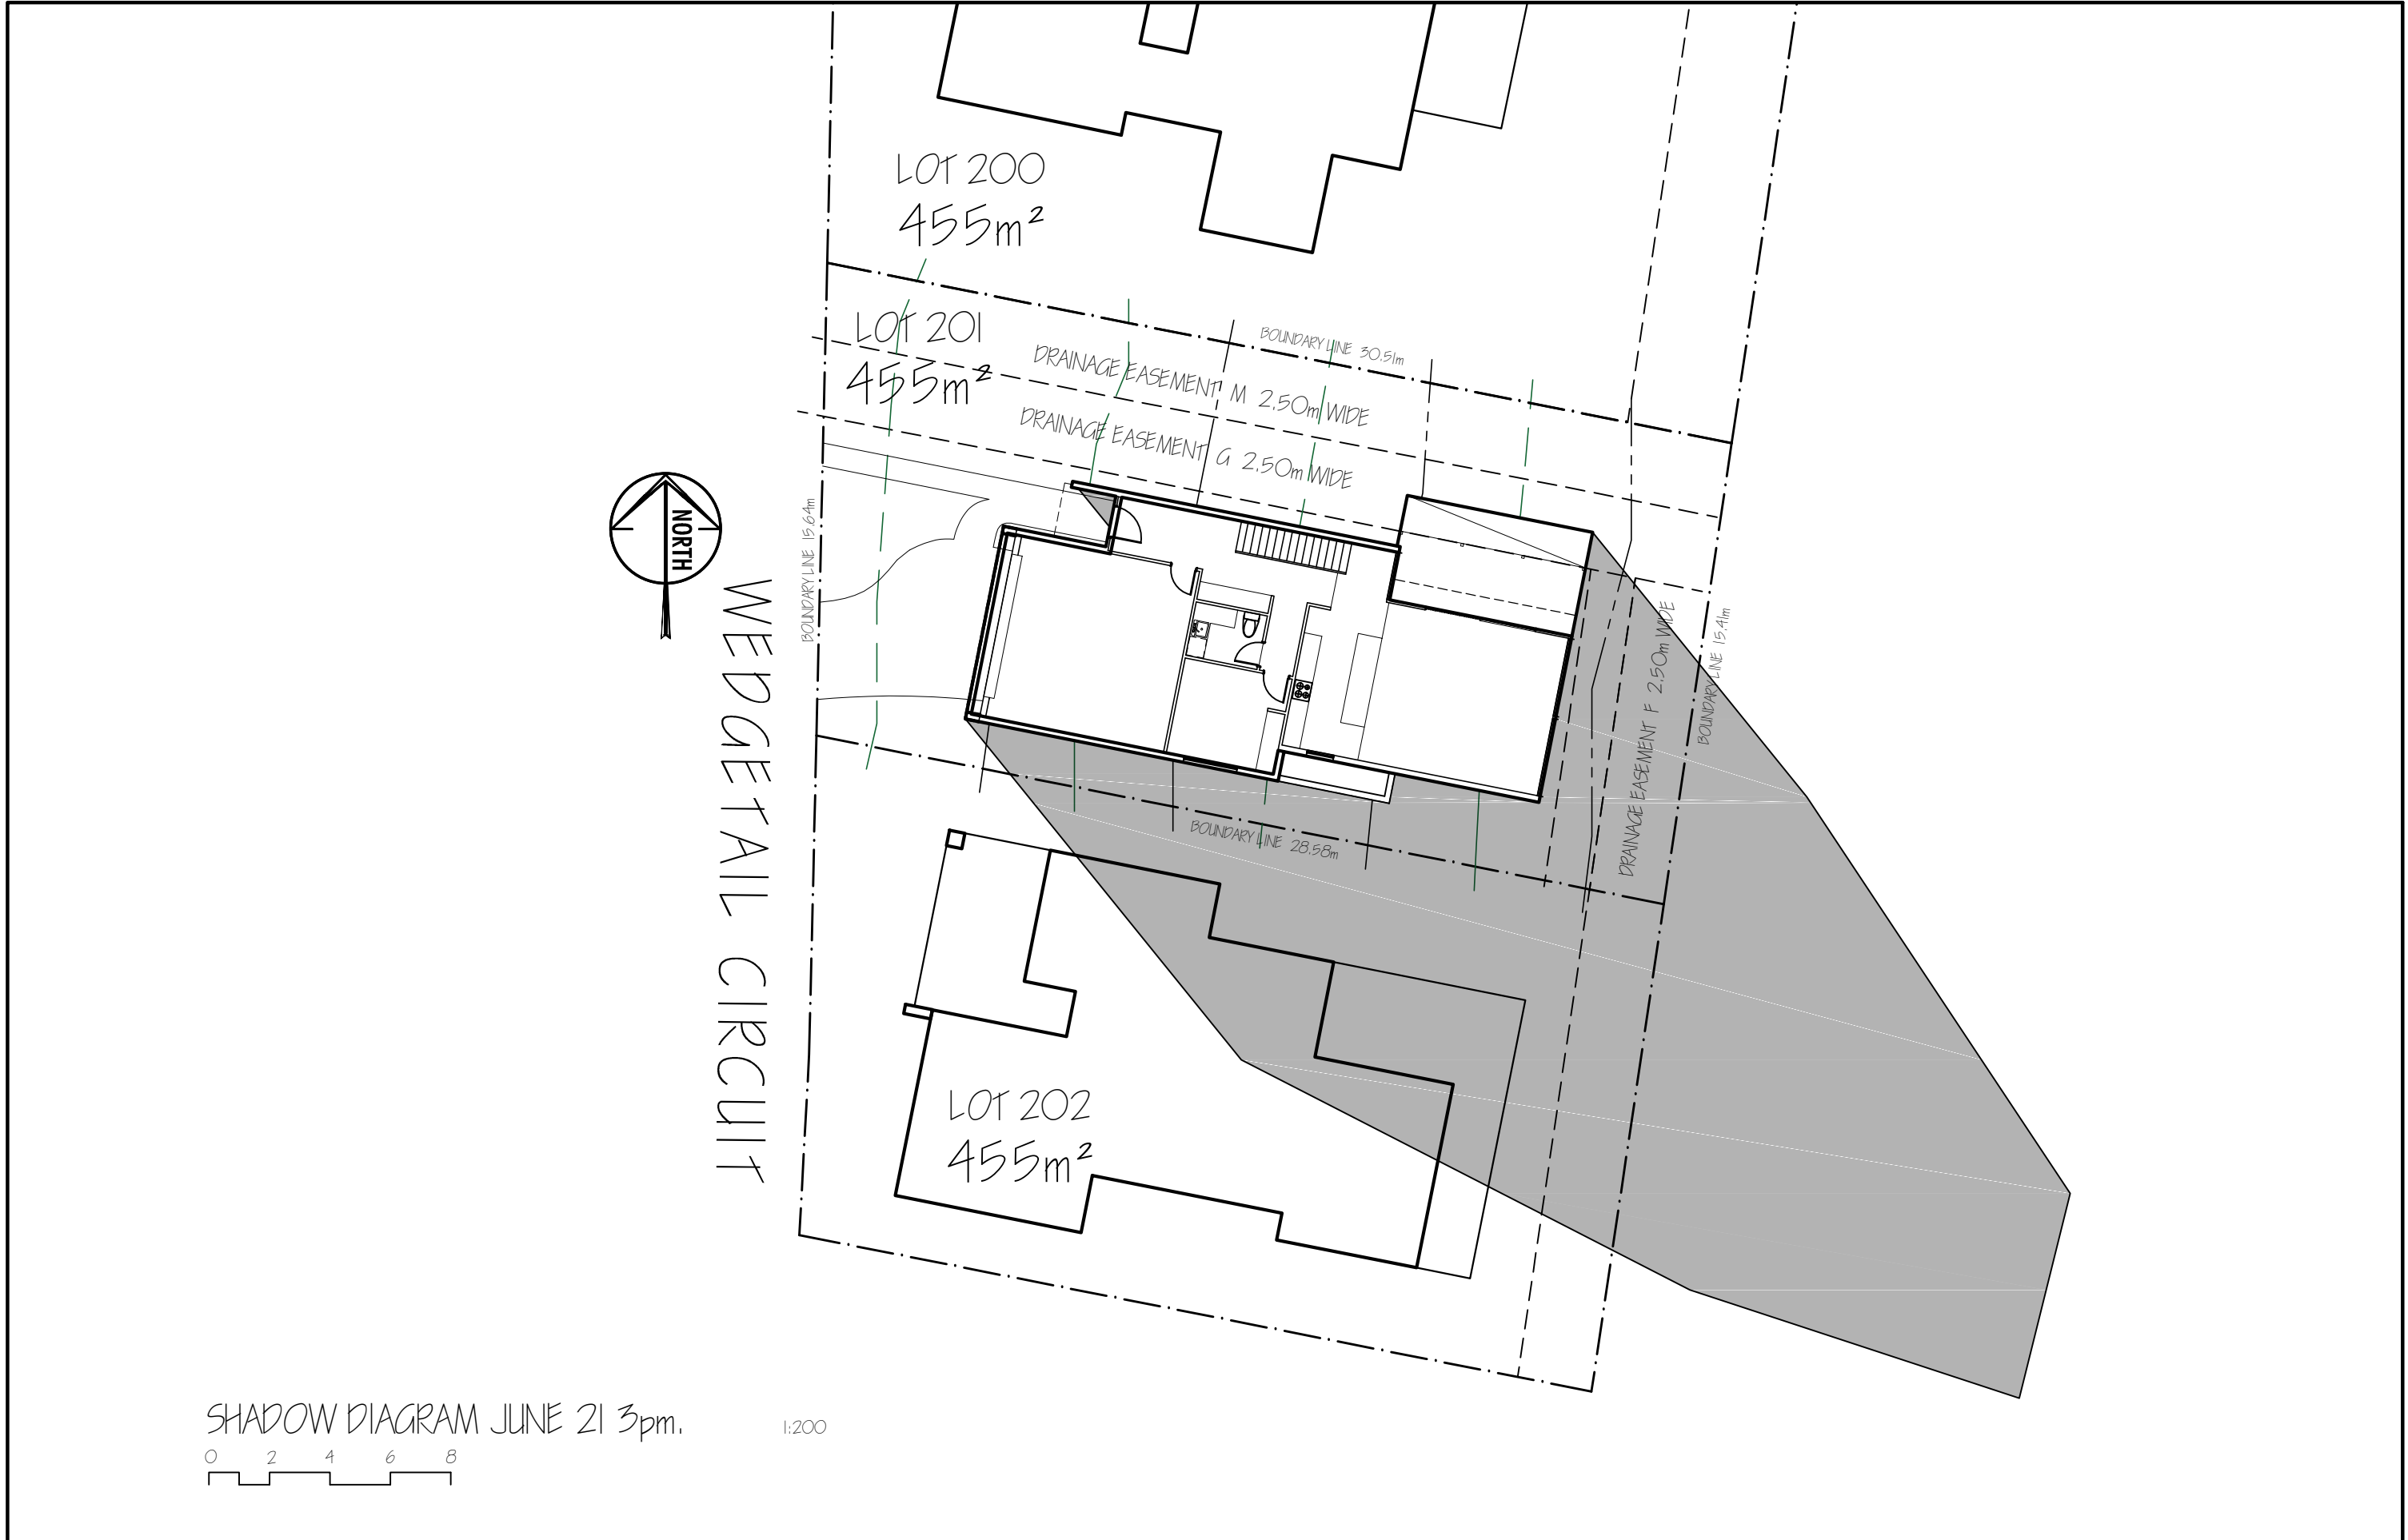 LOT 200
455m²
LOT 201
455m²
BOUNDARY LINE 30.51m
DRAINAGE EASEMENT M 2.50m WIDE
DRAINAGE EASEMENT G 2.50m WIDE
NORTH
BOUNDARY LINE 15.64m
WEDGETAIL CIRCUIT
DRAINAGE EASEMENT F 2.50m WIDE
BOUNDARY LINE 15.41m
BOUNDARY LINE 28.58m
LOT 202
455m²
SHADOW DIAGRAM JUNE 21 3pm.
1:200
0 2 4 6 8